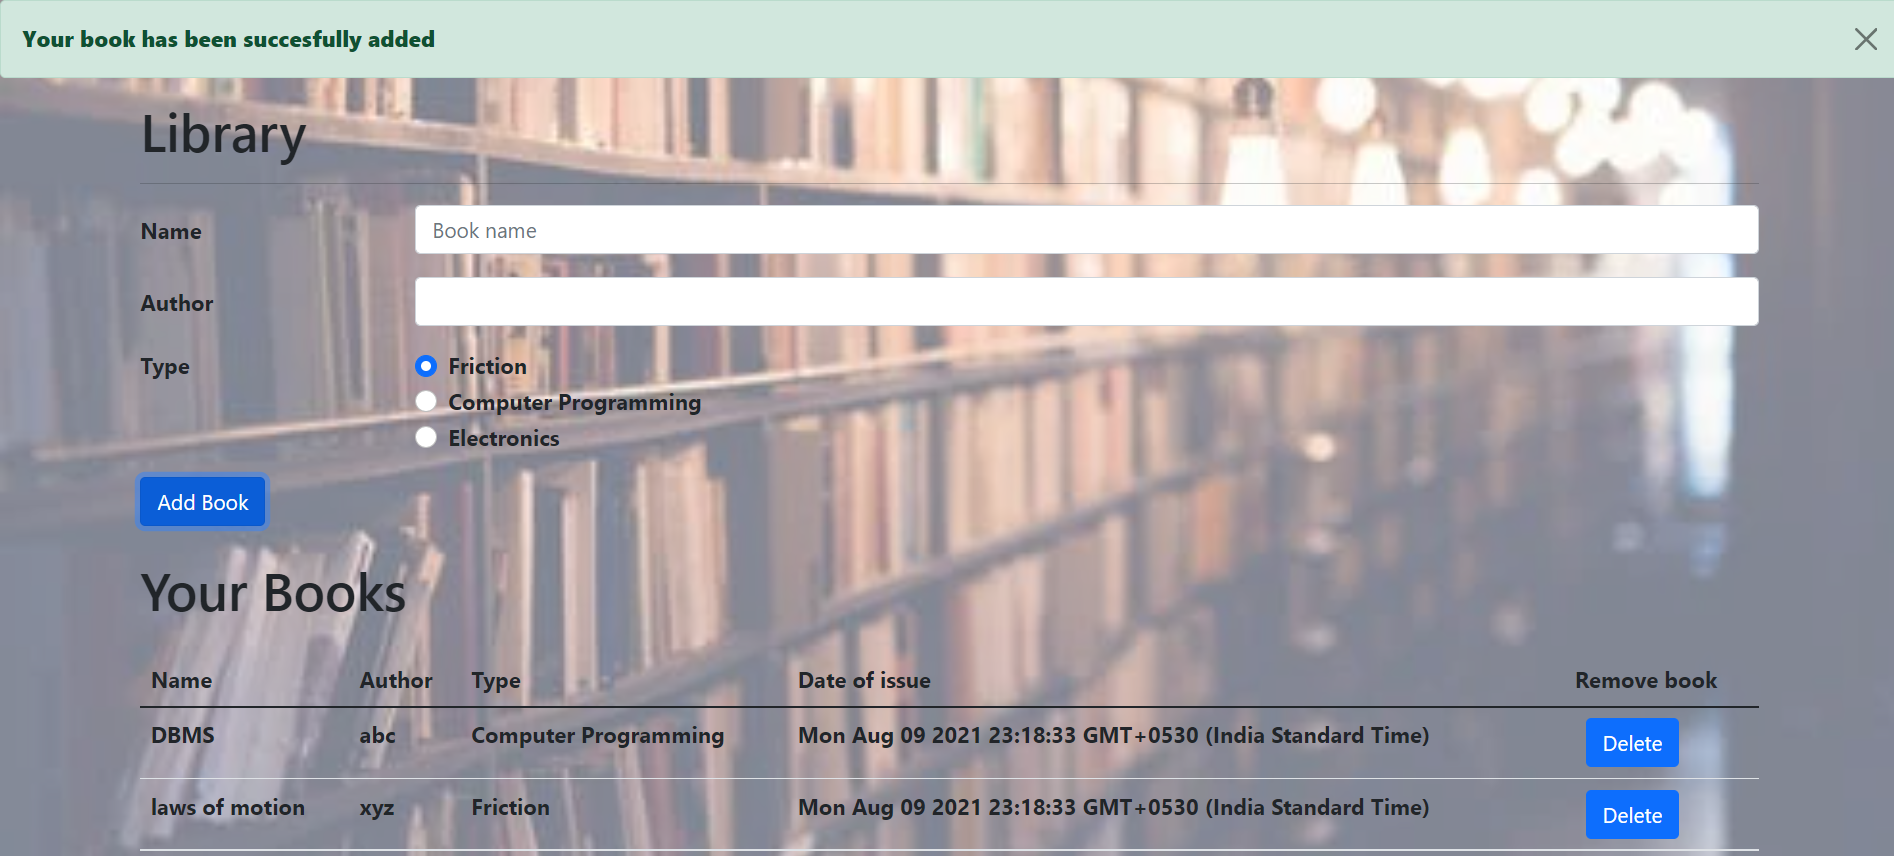 Your book has been succesfully added
Library
Name
Book name
Author
Type
Friction
Computer Programming
Electronics
Add Book
Your Books
Name Author Type Date of issue Remove book
DBMS abc Computer Programming Mon Aug 09 2021 23:18:33 GMT+0530 (India Standard Time) Delete
laws of motion xyz Friction Mon Aug 09 2021 23:18:33 GMT+0530 (India Standard Time) Delete